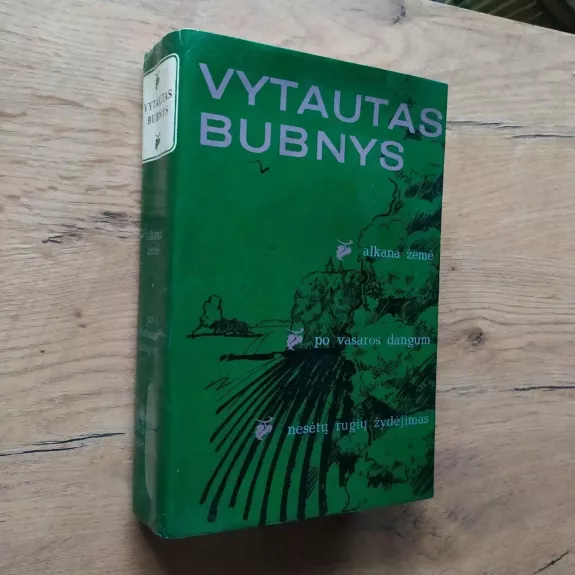 VYTAUTAS
BUBNYS
alkana žemė
po vasaros dangum
nesėtų rugių žydėjimas
VYTAUTAS
BUBNYS